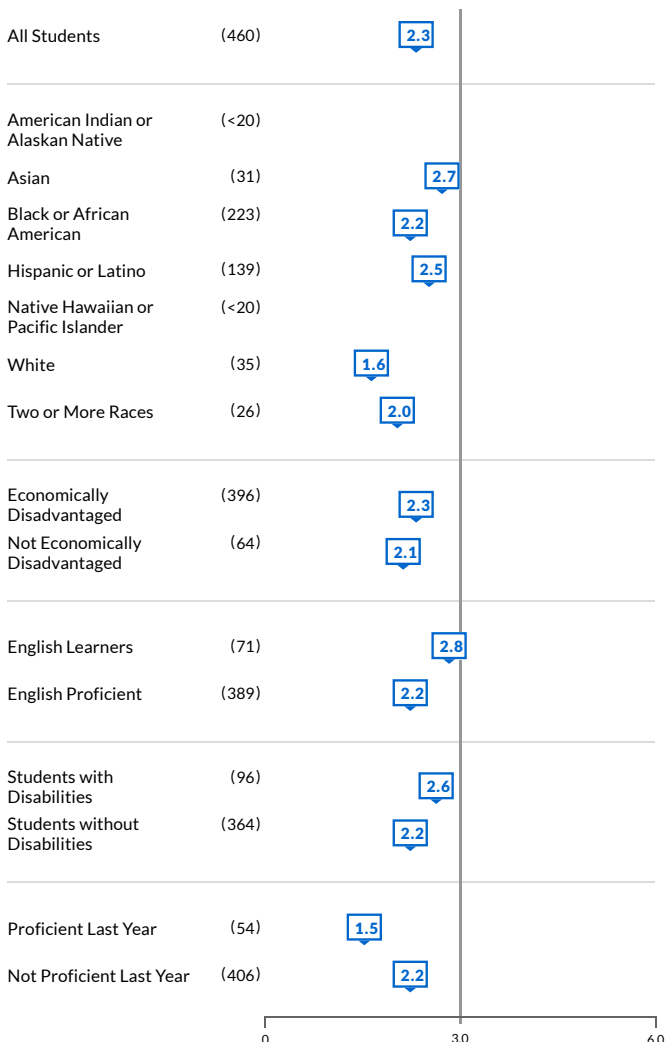 All Students (460) 2.3
American Indian or (<20)
Alaskan Native
Asian (31) 2.7
Black or African (223) 2.2
American
Hispanic or Latino (139) 2.5
Native Hawaiian or (<20)
Pacific Islander
White (35) 1.6
Two or More Races (26) 2.0
Economically (396) 2.3
Disadvantaged
Not Economically (64) 2.1
Disadvantaged
English Learners (71) 2.8
English Proficient (389) 2.2
Students with (96) 2.6
Disabilities
Students without (364) 2.2
Disabilities
Proficient Last Year (54) 1.5
Not Proficient Last Year (406) 2.2
0 3.0 6.0